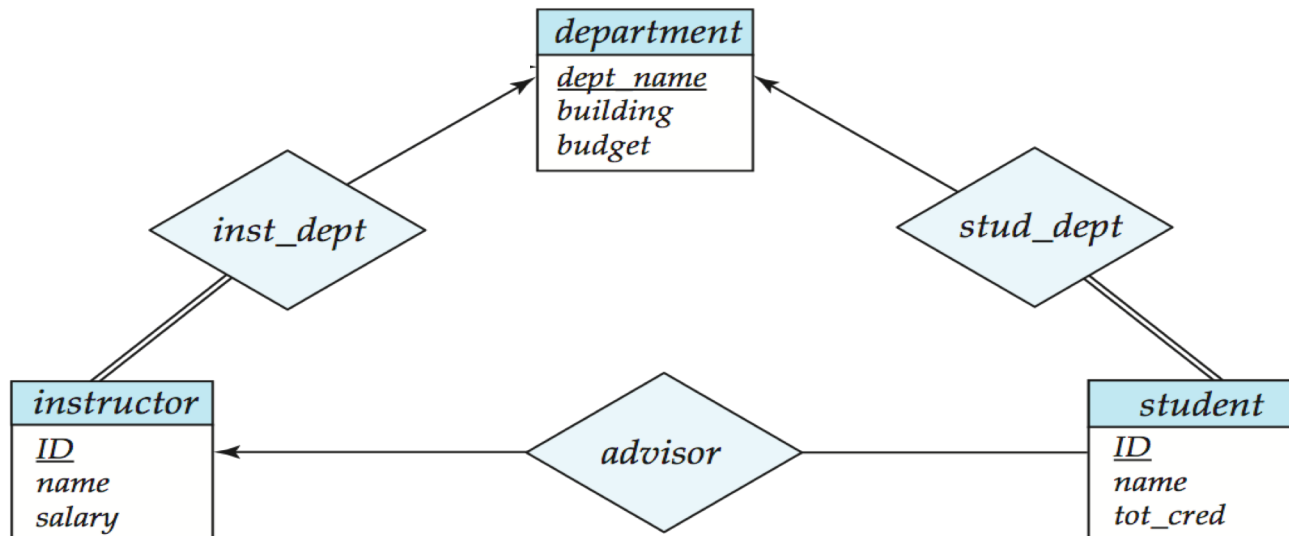 department
dept_name
building
budget
inst_dept
stud_dept
instructor
ID
name
salary
advisor
student
ID
name
tot_cred